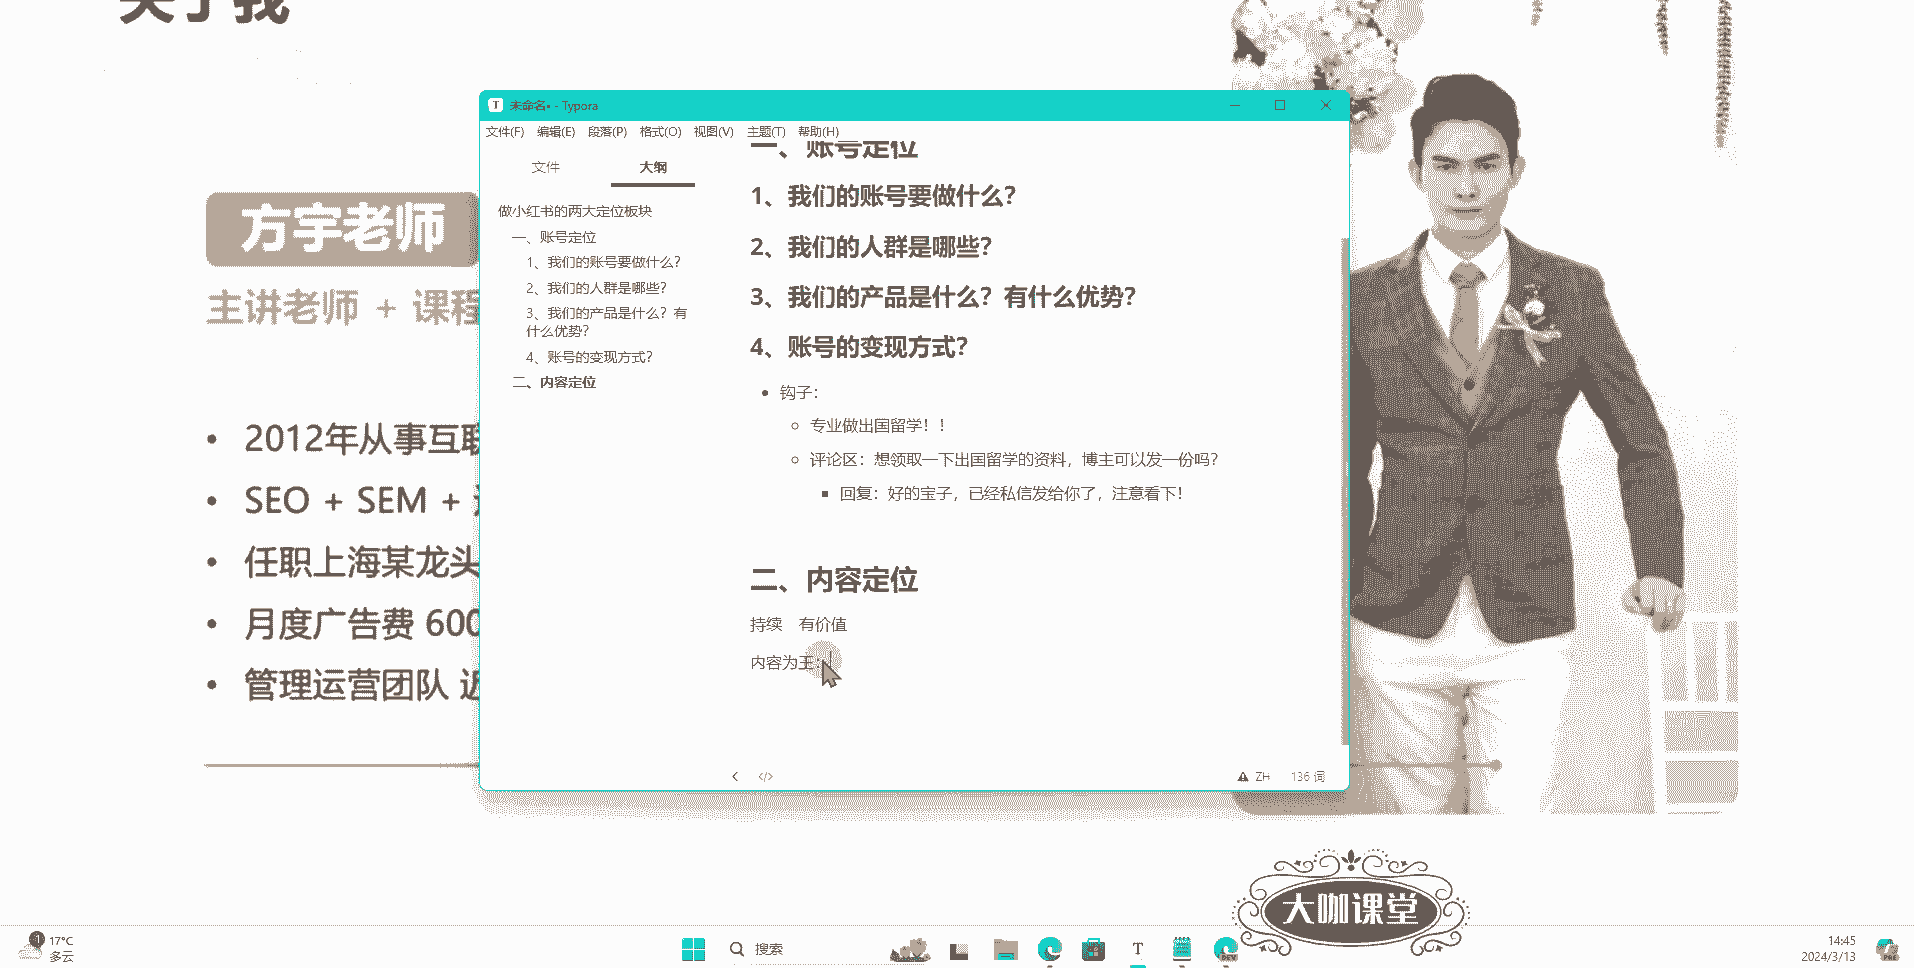 关于我
方宇老师
主讲老师 + 课程
2012年从事互联
SEO + SEM +
任职上海某龙头
月度广告费 600
管理运营团队 近
未命名• - Typora
文件(F) 编辑(E) 段落(P) 格式(O) 视图(V) 主题(T) 帮助(H)
文件 大纲
做小红书的两大定位板块
一、账号定位
1、我们的账号要做什么？
2、我们的人群是哪些？
3、我们的产品是什么？有
什么优势？
4、账号的变现方式？
二、内容定位
一、账号定位
1、我们的账号要做什么？
2、我们的人群是哪些？
3、我们的产品是什么？有什么优势？
4、账号的变现方式？
钩子：
专业做出国留学！！
评论区：想领取一下出国留学的资料，博主可以发一份吗？
回复：好的宝子，已经私信发给你了，注意看下！
二、内容定位
持续 有价值
内容为王：
</> ZH 136 词
大咖课堂
1
17°C
多云
搜索
T
DEV
14:45
2024/3/13
PRE